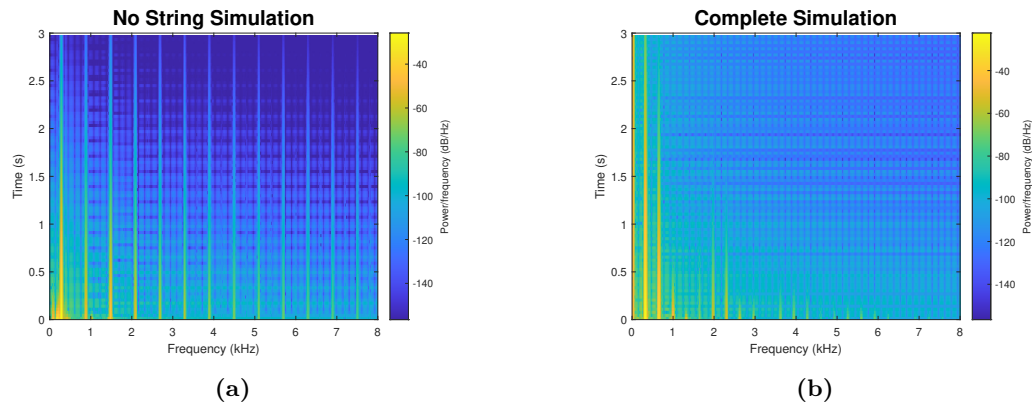 No String Simulation
3
2.5
2
1.5
1
0.5
0
Time (s)
0 1 2 3 4 5 6 7 8
Frequency (kHz)
-40
-60
-80
-100
-120
-140
Power/frequency (dB/Hz)
(a)
Complete Simulation
3
2.5
2
1.5
1
0.5
0
Time (s)
0 1 2 3 4 5 6 7 8
Frequency (kHz)
-40
-60
-80
-100
-120
-140
Power/frequency (dB/Hz)
(b)